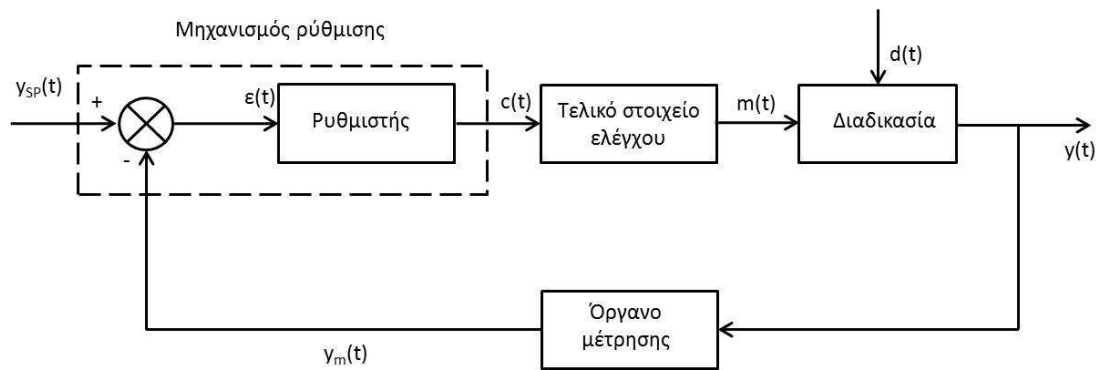 Μηχανισμός ρύθμισης
d(t)
y_SP(t)
+
ε(t)
Ρυθμιστής
c(t)
Τελικό στοιχείο
ελέγχου
m(t)
Διαδικασία
y(t)
-
Όργανο
μέτρησης
y_m(t)